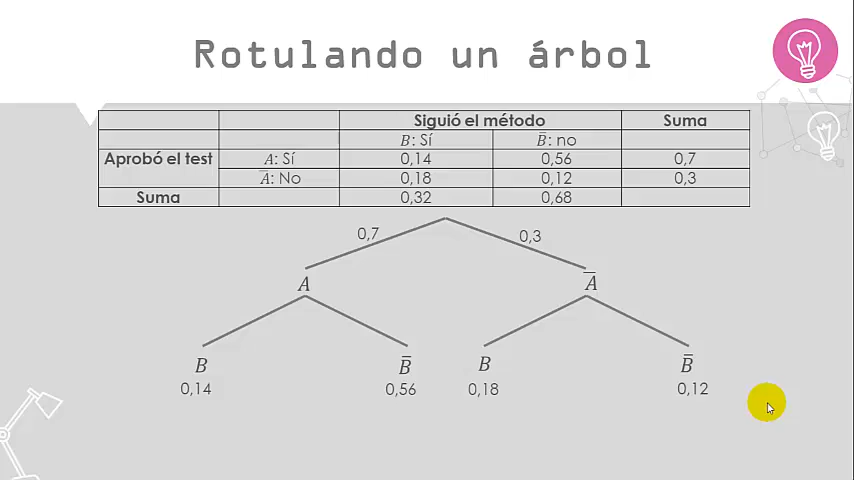 Rotulando un árbol
Siguió el método Suma
B: Sí B̅: no
Aprobó el test A: Sí 0,14 0,56 0,7
A̅: No 0,18 0,12 0,3
Suma 0,32 0,68
0,7 0,3
A A̅
B B̅ B B̅
0,14 0,56 0,18 0,12